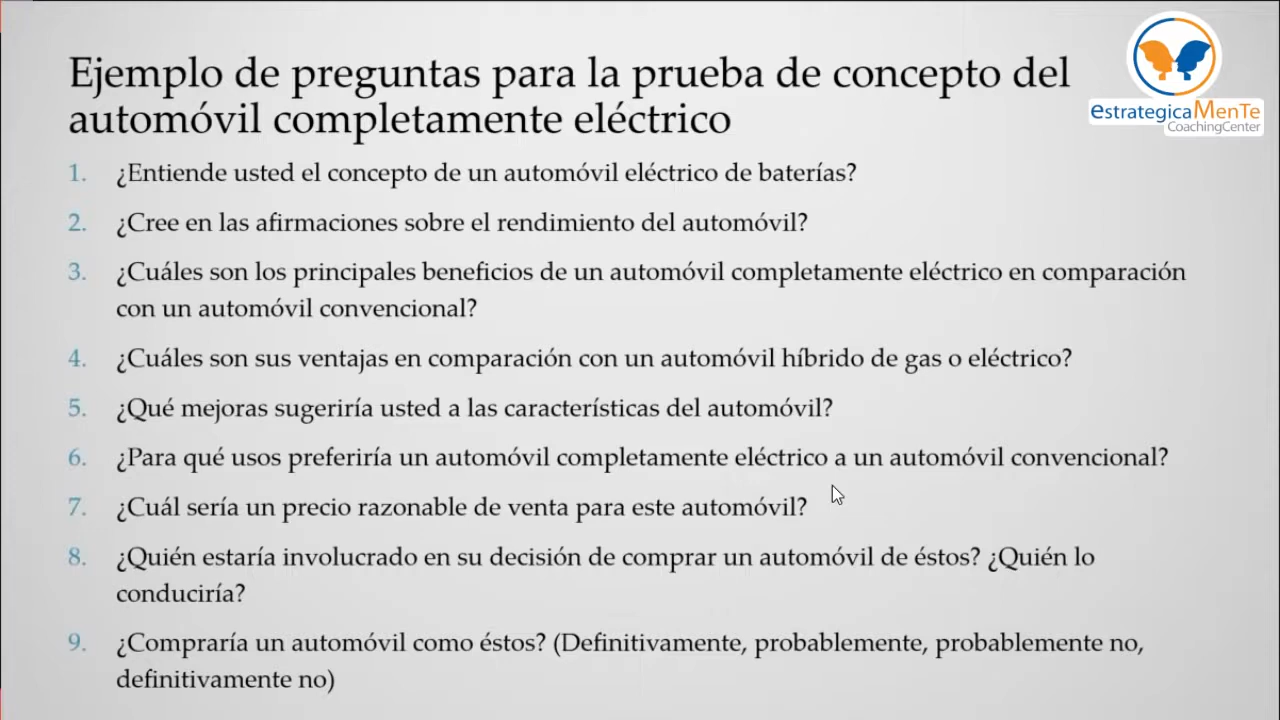 Ejemplo de preguntas para la prueba de concepto del
automóvil completamente eléctrico
estrategicaMenTe
CoachingCenter
1. ¿Entiende usted el concepto de un automóvil eléctrico de baterías?
2. ¿Cree en las afirmaciones sobre el rendimiento del automóvil?
3. ¿Cuáles son los principales beneficios de un automóvil completamente eléctrico en comparación
con un automóvil convencional?
4. ¿Cuáles son sus ventajas en comparación con un automóvil híbrido de gas o eléctrico?
5. ¿Qué mejoras sugeriría usted a las características del automóvil?
6. ¿Para qué usos preferiría un automóvil completamente eléctrico a un automóvil convencional?
7. ¿Cuál sería un precio razonable de venta para este automóvil?
8. ¿Quién estaría involucrado en su decisión de comprar un automóvil de éstos? ¿Quién lo
conduciría?
9. ¿Compraría un automóvil como éstos? (Definitivamente, probablemente, probablemente no,
definitivamente no)